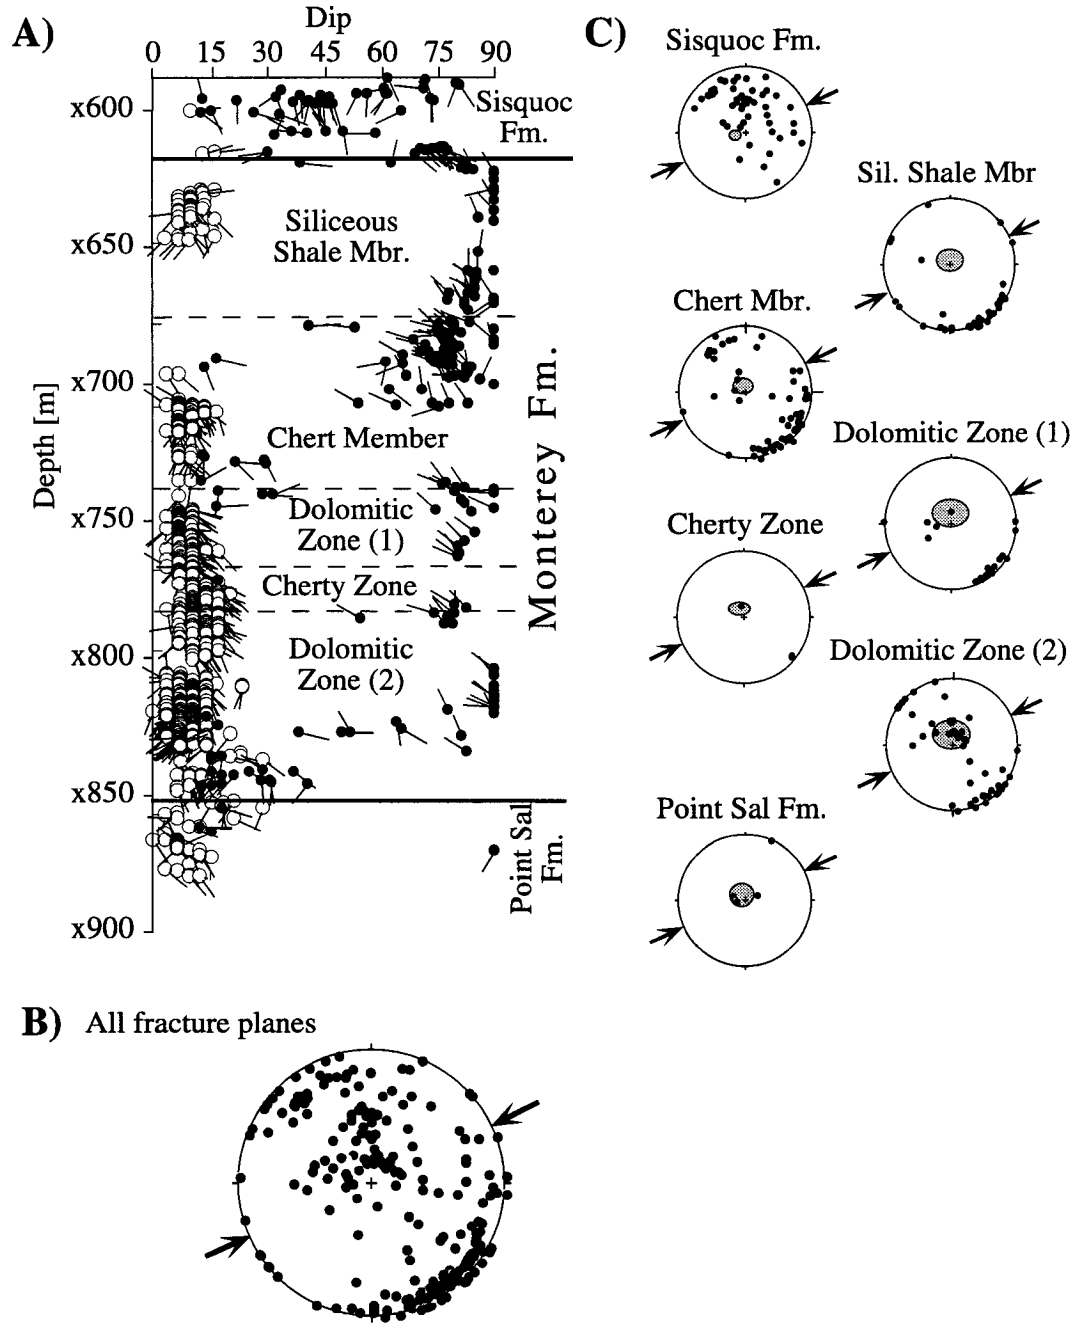 A)
Dip
0 15 30 45 60 75 90
x600
x650
x700
x750
x800
x850
x900
Depth [m]
Sisquoc
Fm.
Siliceous
Shale Mbr.
Chert Member
Dolomitic
Zone (1)
Cherty Zone
Dolomitic
Zone (2)
Monterey Fm.
Point Sal
Fm.
C)
Sisquoc Fm.
Sil. Shale Mbr
Chert Mbr.
Dolomitic Zone (1)
Cherty Zone
Dolomitic Zone (2)
Point Sal Fm.
B) All fracture planes